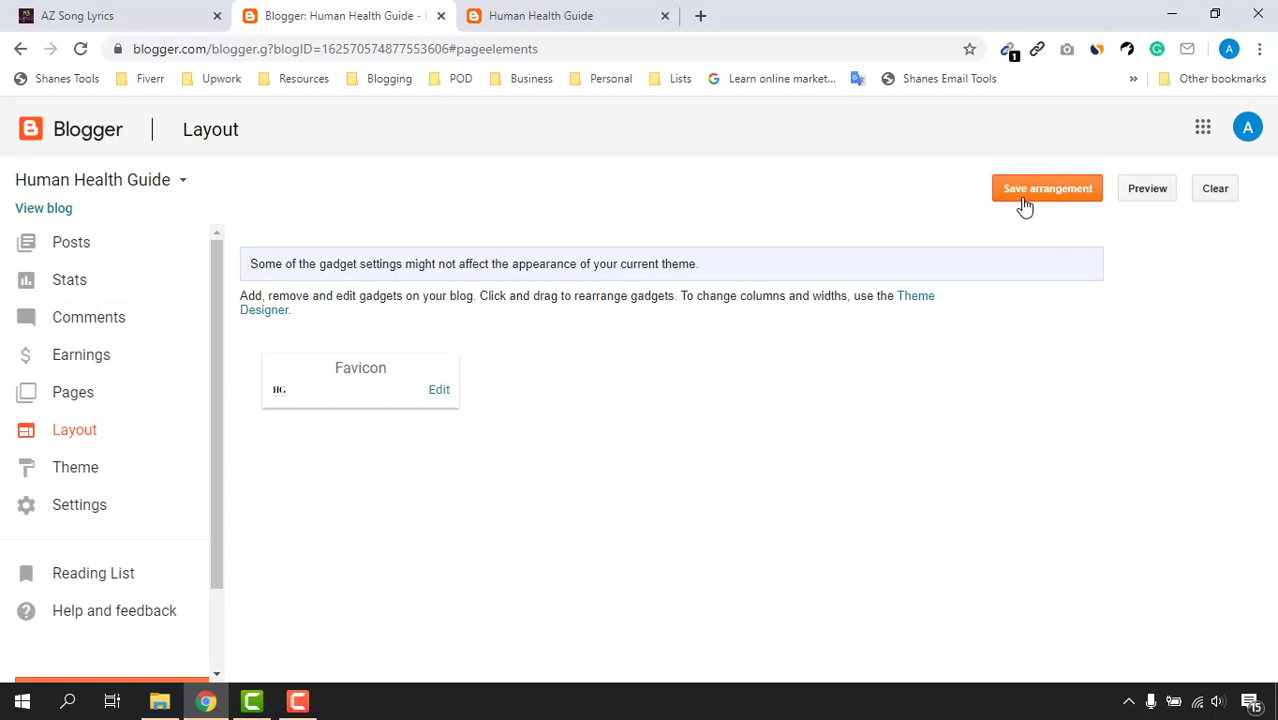 AZ Song Lyrics
Blogger: Human Health Guide - L
Human Health Guide
blogger.com/blogger.g?blogID=162570574877553606#pageelements
1
A
Shanes Tools
Fiverr
Upwork
Resources
Blogging
POD
Business
Personal
Lists
Learn online market...
Shanes Email Tools
»
Other bookmarks
Blogger
Layout
A
Human Health Guide
View blog
Save arrangement
Preview
Clear
Posts
Stats
Comments
Earnings
Pages
Layout
Theme
Settings
Reading List
Help and feedback
Some of the gadget settings might not affect the appearance of your current theme.
Add, remove and edit gadgets on your blog. Click and drag to rearrange gadgets. To change columns and widths, use the Theme
Designer.
Favicon
HG
Edit
15